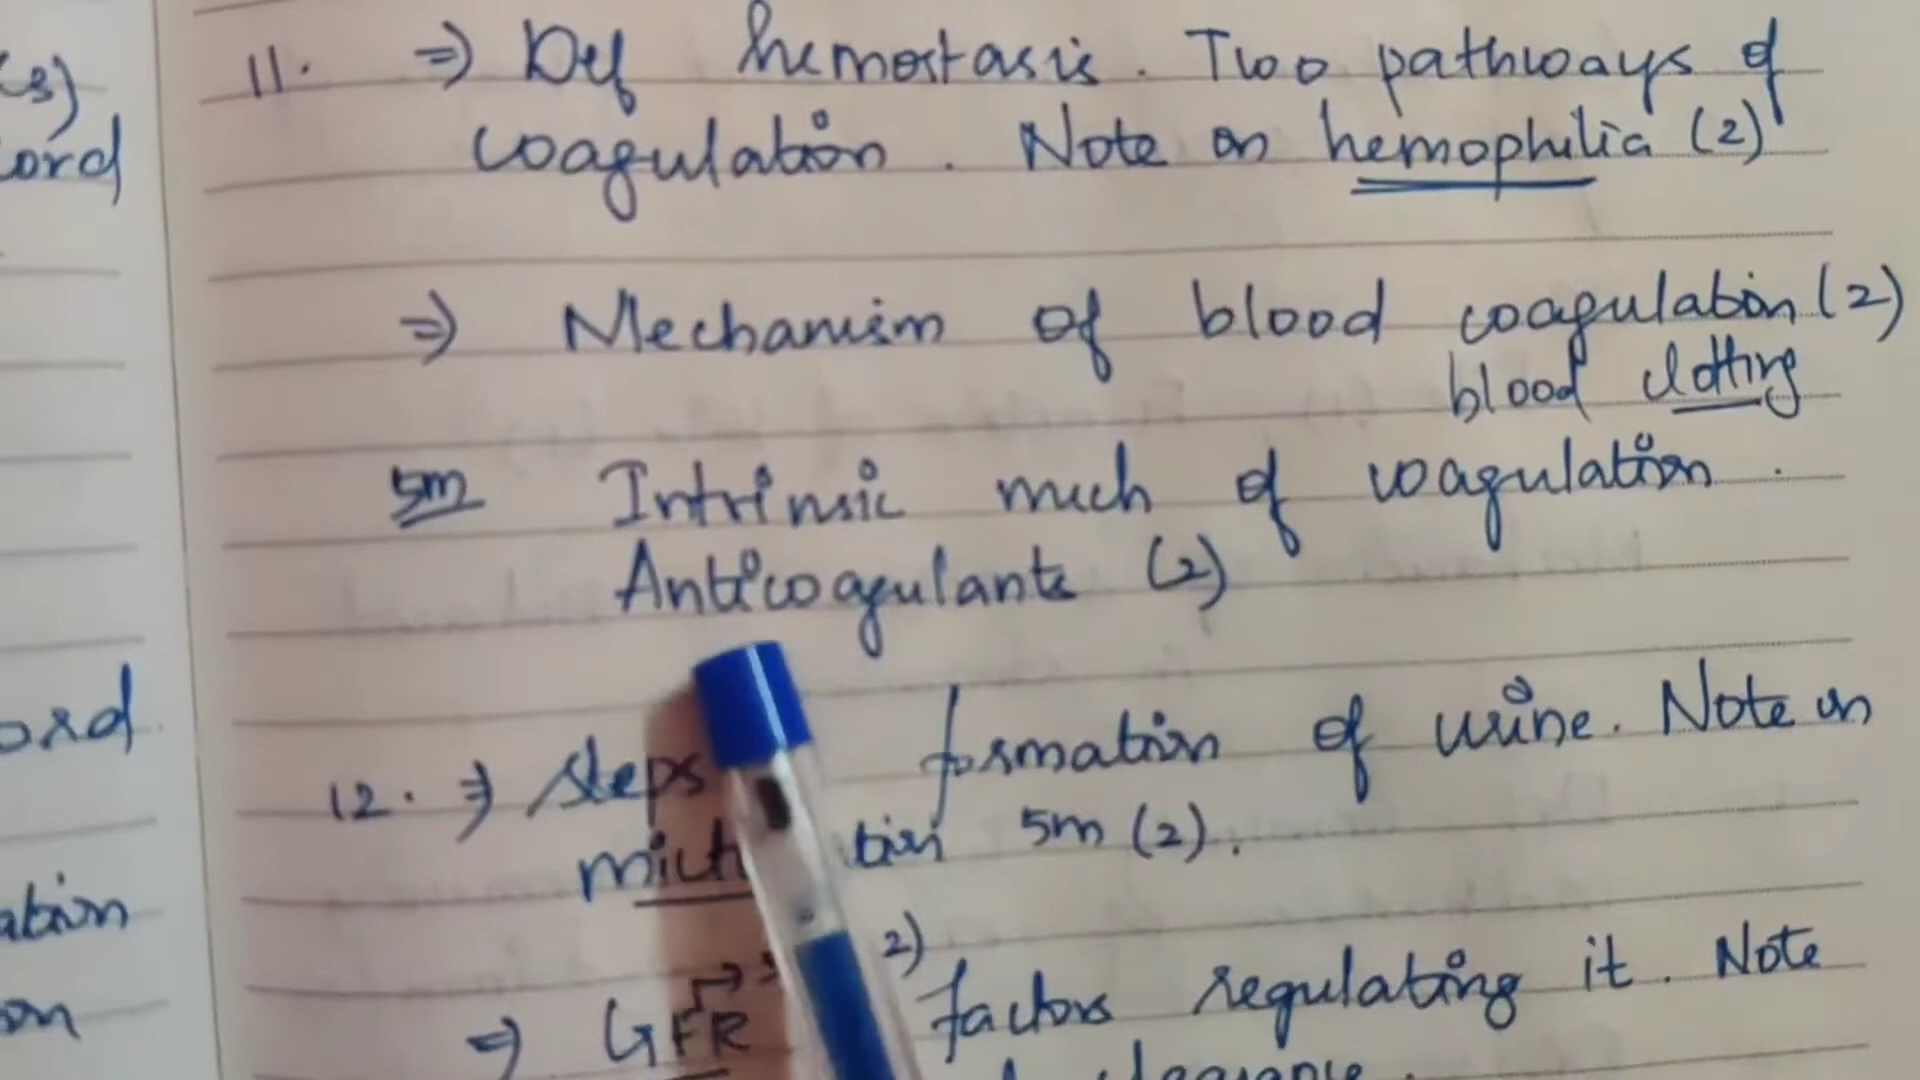 11. ⇒ Def hemostasis. Two pathways of
coagulation. Note on hemophilia (2)
⇒ Mechanism of blood coagulation (2)
blood clotting
5m Intrinsic mech of coagulation.
Anticoagulants (2)
12. ⇒ Steps formation of urine. Note on
5m (2).
⇒ GFR → 2) factors regulating it. Note
clearance.